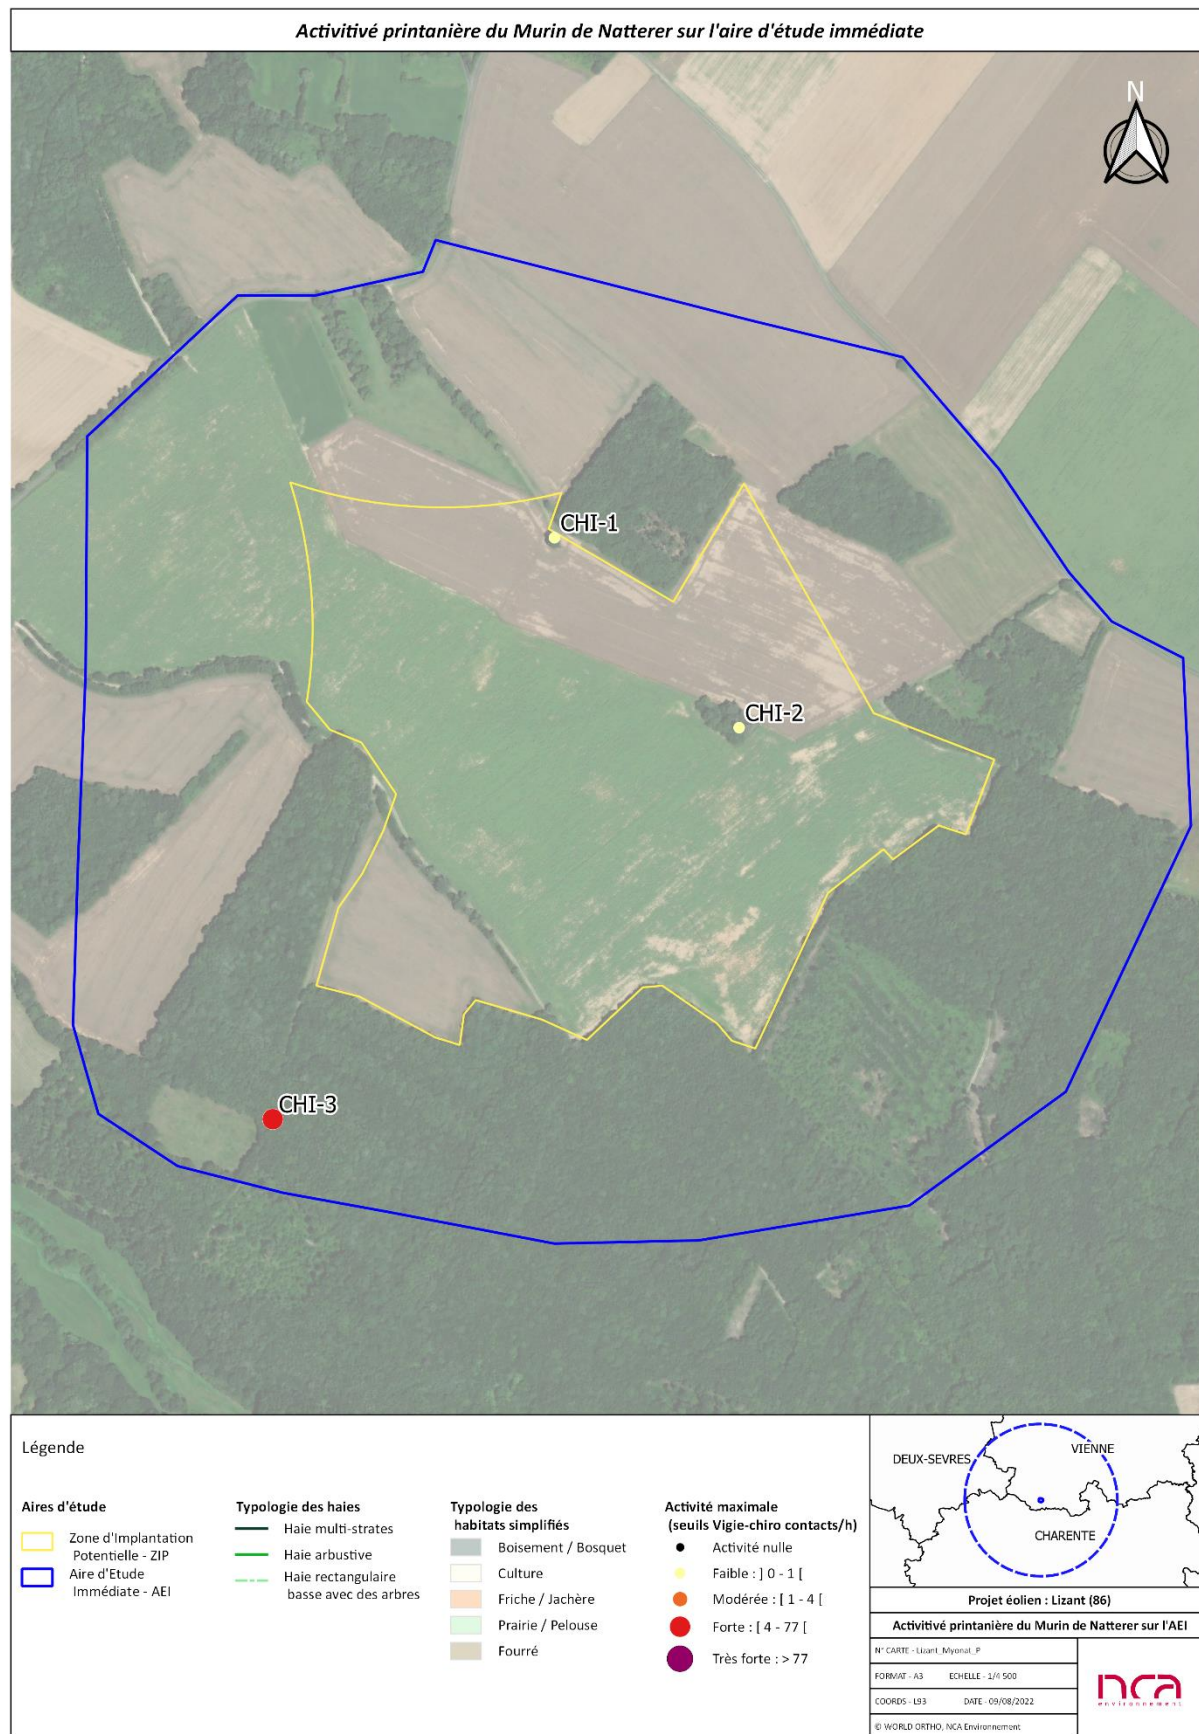 Activitivé printanière du Murin de Natterer sur l'aire d'étude immédiate
N
CHI-1
CHI-2
CHI-3
Légende
Aires d'étude
Zone d'Implantation
Potentielle - ZIP
Aire d'Etude
Immédiate - AEI
Typologie des haies
Haie multi-strates
Haie arbustive
Haie rectangulaire
basse avec des arbres
Typologie des
habitats simplifiés
Boisement / Bosquet
Culture
Friche / Jachère
Prairie / Pelouse
Fourré
Activité maximale
(seuils Vigie-chiro contacts/h)
Activité nulle
Faible : ] 0 - 1 [
Modérée : [ 1 - 4 [
Forte : [ 4 - 77 [
Très forte : > 77
DEUX-SEVRES
VIENNE
CHARENTE
Projet éolien : Lizant (86)
Activitivé printanière du Murin de Natterer sur l'AEI
N° CARTE - Lizant_Myonat_P
FORMAT - A3 ECHELLE - 1/4 500
COORDS - L93 DATE - 09/08/2022
© WORLD ORTHO, NCA Environnement
nca
environnement